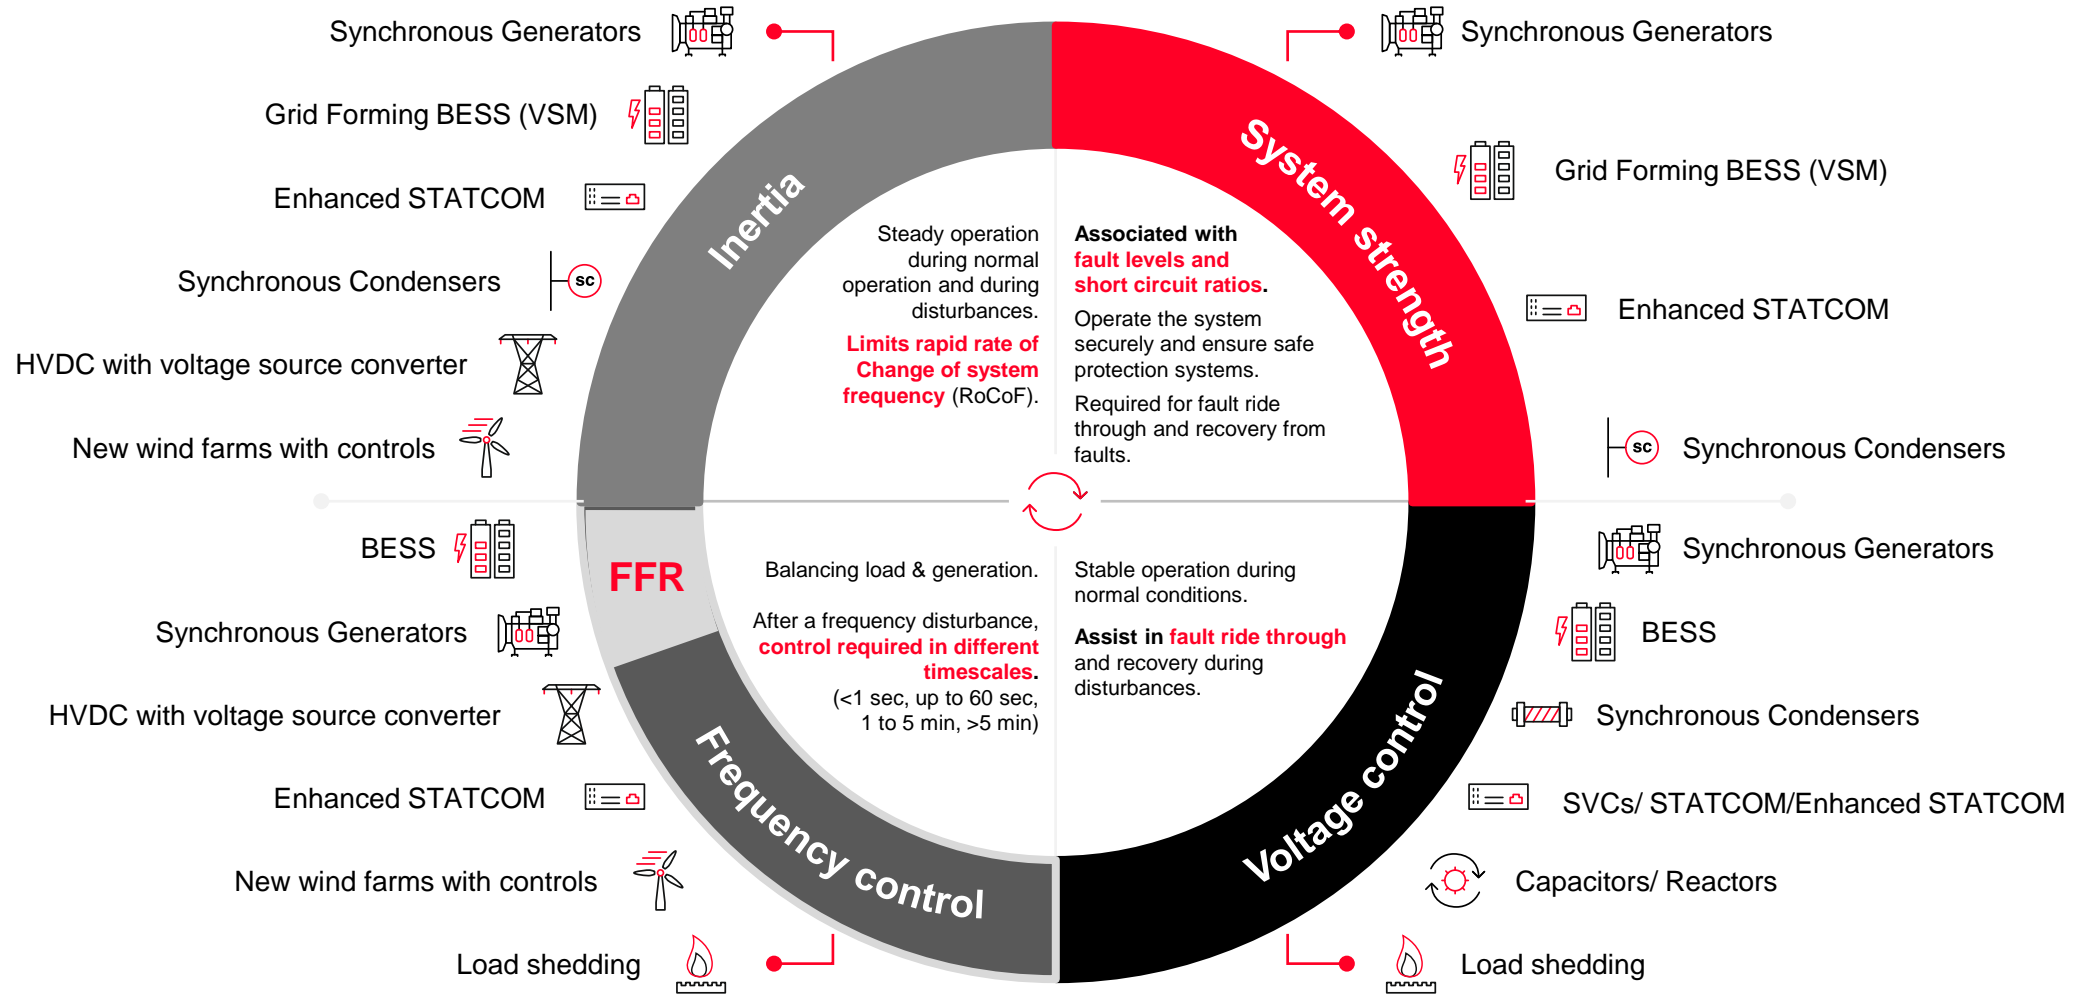 Synchronous Generators
Grid Forming BESS (VSM)
Enhanced STATCOM
Synchronous Condensers
sc
HVDC with voltage source converter
New wind farms with controls
Inertia
Steady operation
during normal
operation and during
disturbances.
Limits rapid rate of
Change of system
frequency (RoCoF).
System strength
Associated with
fault levels and
short circuit ratios.
Operate the system
securely and ensure safe
protection systems.
Required for fault ride
through and recovery from
faults.
Synchronous Generators
Grid Forming BESS (VSM)
Enhanced STATCOM
sc
Synchronous Condensers
BESS
Synchronous Generators
HVDC with voltage source converter
Enhanced STATCOM
New wind farms with controls
Load shedding
FFR
Frequency control
Balancing load & generation.
After a frequency disturbance,
control required in different
timescales.
(<1 sec, up to 60 sec,
1 to 5 min, >5 min)
Stable operation during
normal conditions.
Assist in fault ride through
and recovery during
disturbances.
Voltage control
Synchronous Generators
BESS
Synchronous Condensers
SVCs/ STATCOM/Enhanced STATCOM
Capacitors/ Reactors
Load shedding